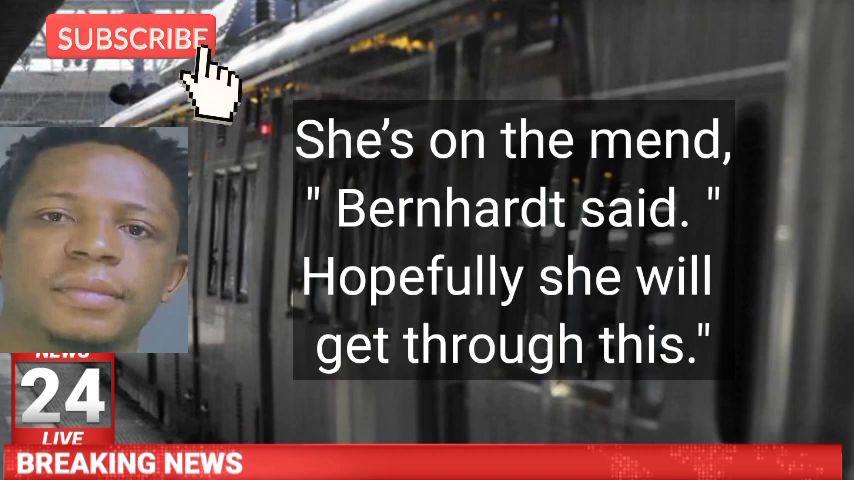 SUBSCRIBE
She’s on the mend,
" Bernhardt said. "
Hopefully she will
get through this."
NEWS
24
LIVE
BREAKING NEWS